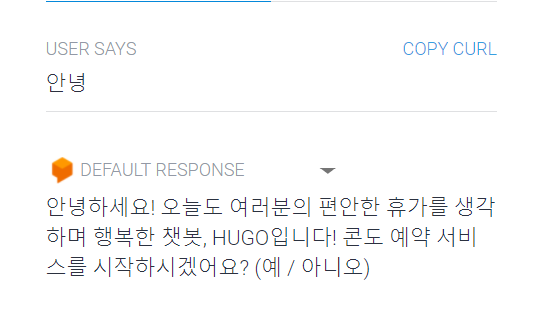 USER SAYS COPY CURL
안녕
DEFAULT RESPONSE
안녕하세요! 오늘도 여러분의 편안한 휴가를 생각
하며 행복한 챗봇, HUGO입니다! 콘도 예약 서비
스를 시작하시겠어요? (예 / 아니오)